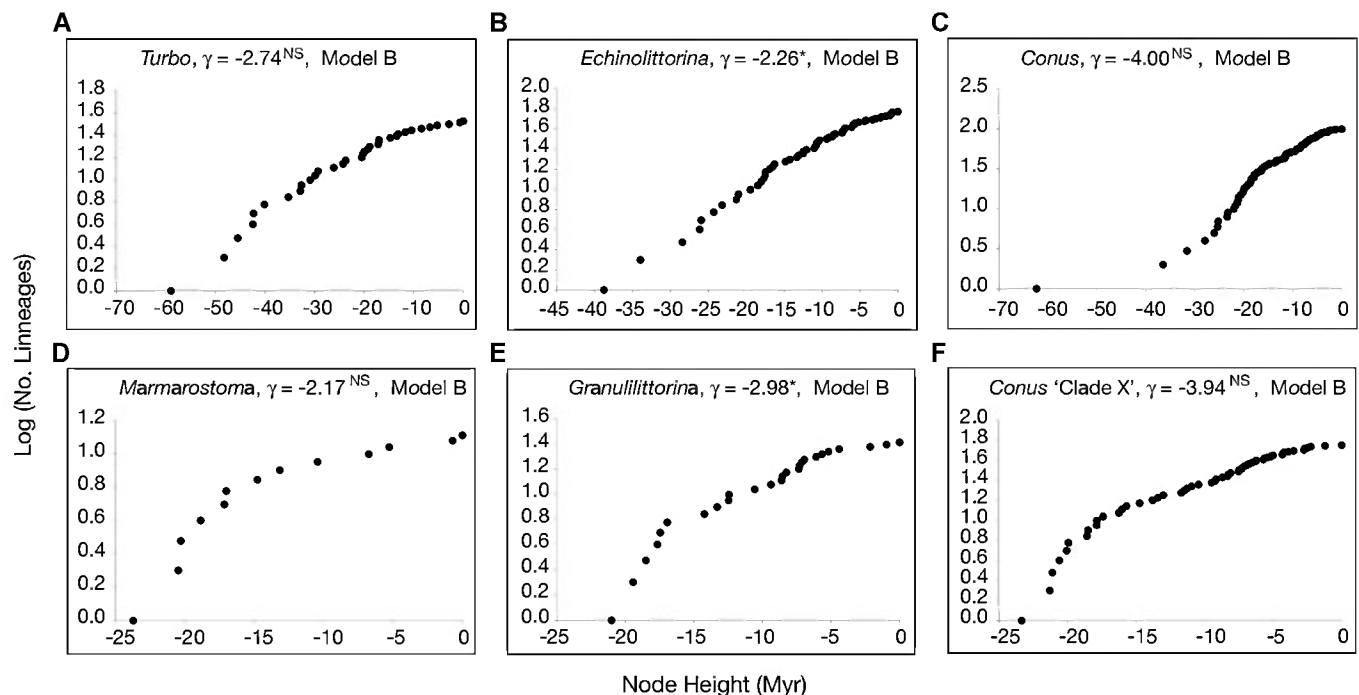 A
Turbo, γ = -2.74NS, Model B
1.8
1.6
1.4
1.2
1.0
0.8
0.6
0.4
0.2
0.0
-70 -60 -50 -40 -30 -20 -10 0
B
Echinolittorina, γ = -2.26*, Model B
2.0
1.8
1.6
1.4
1.2
1.0
0.8
0.6
0.4
0.2
0.0
-45 -40 -35 -30 -25 -20 -15 -10 -5 0
C
Conus, γ = -4.00NS, Model B
2.5
2.0
1.5
1.0
0.5
0.0
-70 -60 -50 -40 -30 -20 -10 0
Log (No. Linneages)
D
Marmarostoma, γ = -2.17 NS, Model B
1.2
1.0
0.8
0.6
0.4
0.2
0.0
-25 -20 -15 -10 -5 0
E
Granulilittorina, γ = -2.98*, Model B
1.6
1.4
1.2
1.0
0.8
0.6
0.4
0.2
0.0
-25 -20 -15 -10 -5 0
F
Conus 'Clade X', γ = -3.94 NS, Model B
2.0
1.8
1.6
1.4
1.2
1.0
0.8
0.6
0.4
0.2
0.0
-25 -20 -15 -10 -5 0
Node Height (Myr)